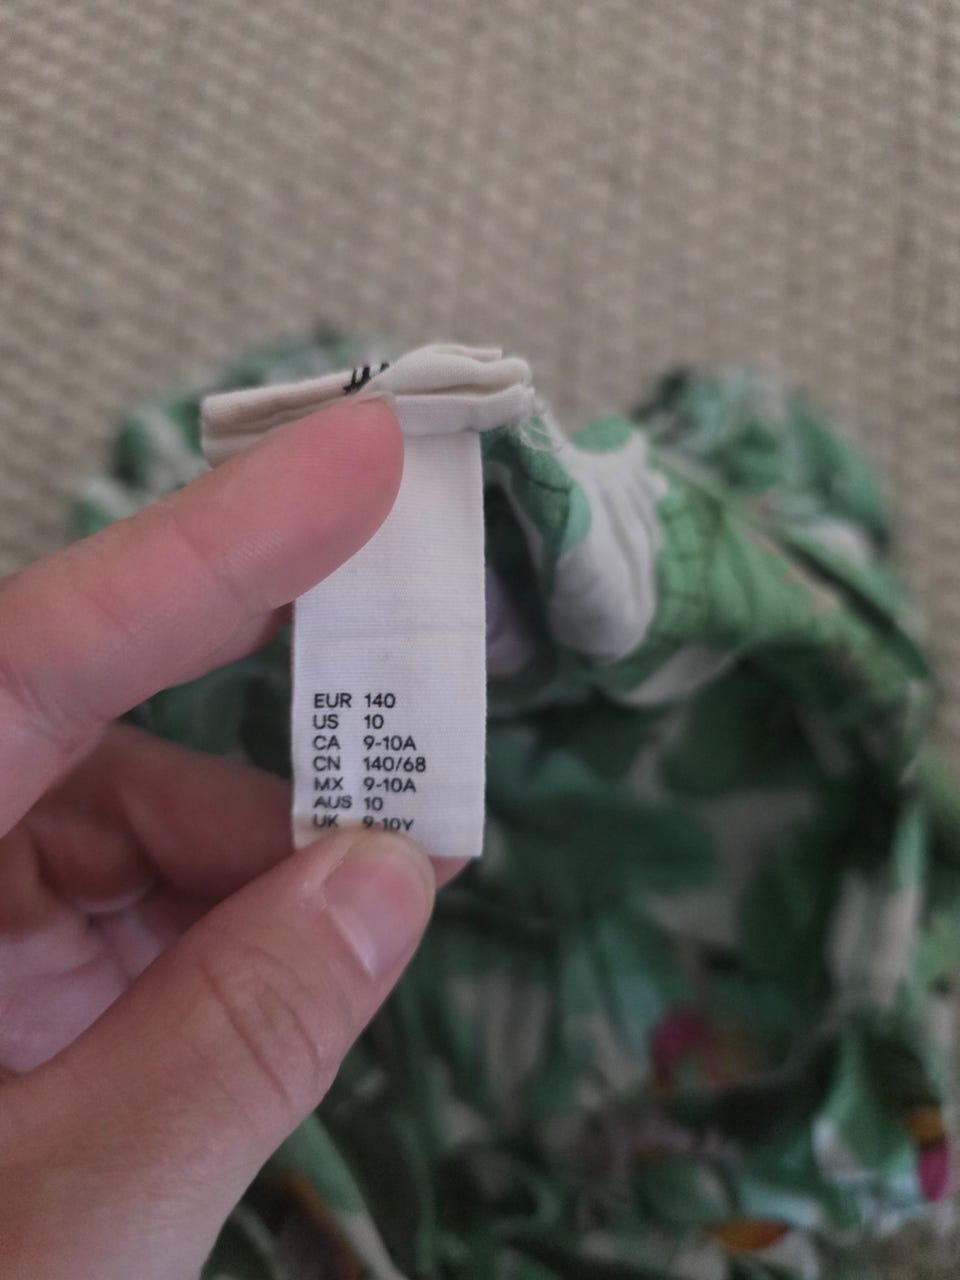 EUR 140
US 10
CA 9-10A
CN 140/68
MX 9-10A
AUS 10
UK 9-10Y